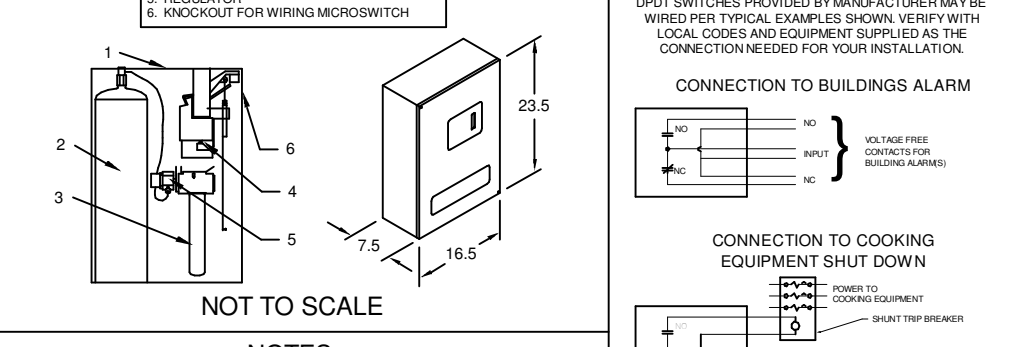 5. REGULATOR
6. KNOCKOUT FOR WIRING MICROSWITCH
1
2
3
6
4
5
23.5
7.5
16.5
NOT TO SCALE
NOTES
DPDT SWITCHES PROVIDED BY MANUFACTURER MAY BE
WIRED PER TYPICAL EXAMPLES SHOWN. VERIFY WITH
LOCAL CODES AND EQUIPMENT SUPPLIED AS THE
CONNECTION NEEDED FOR YOUR INSTALLATION.
CONNECTION TO BUILDINGS ALARM
NO
NC
NO
INPUT
NC
VOLTAGE FREE
CONTACTS FOR
BUILDING ALARM(S)
CONNECTION TO COOKING
EQUIPMENT SHUT DOWN
POWER TO
COOKING EQUIPMENT
SHUNT TRIP BREAKER
NO